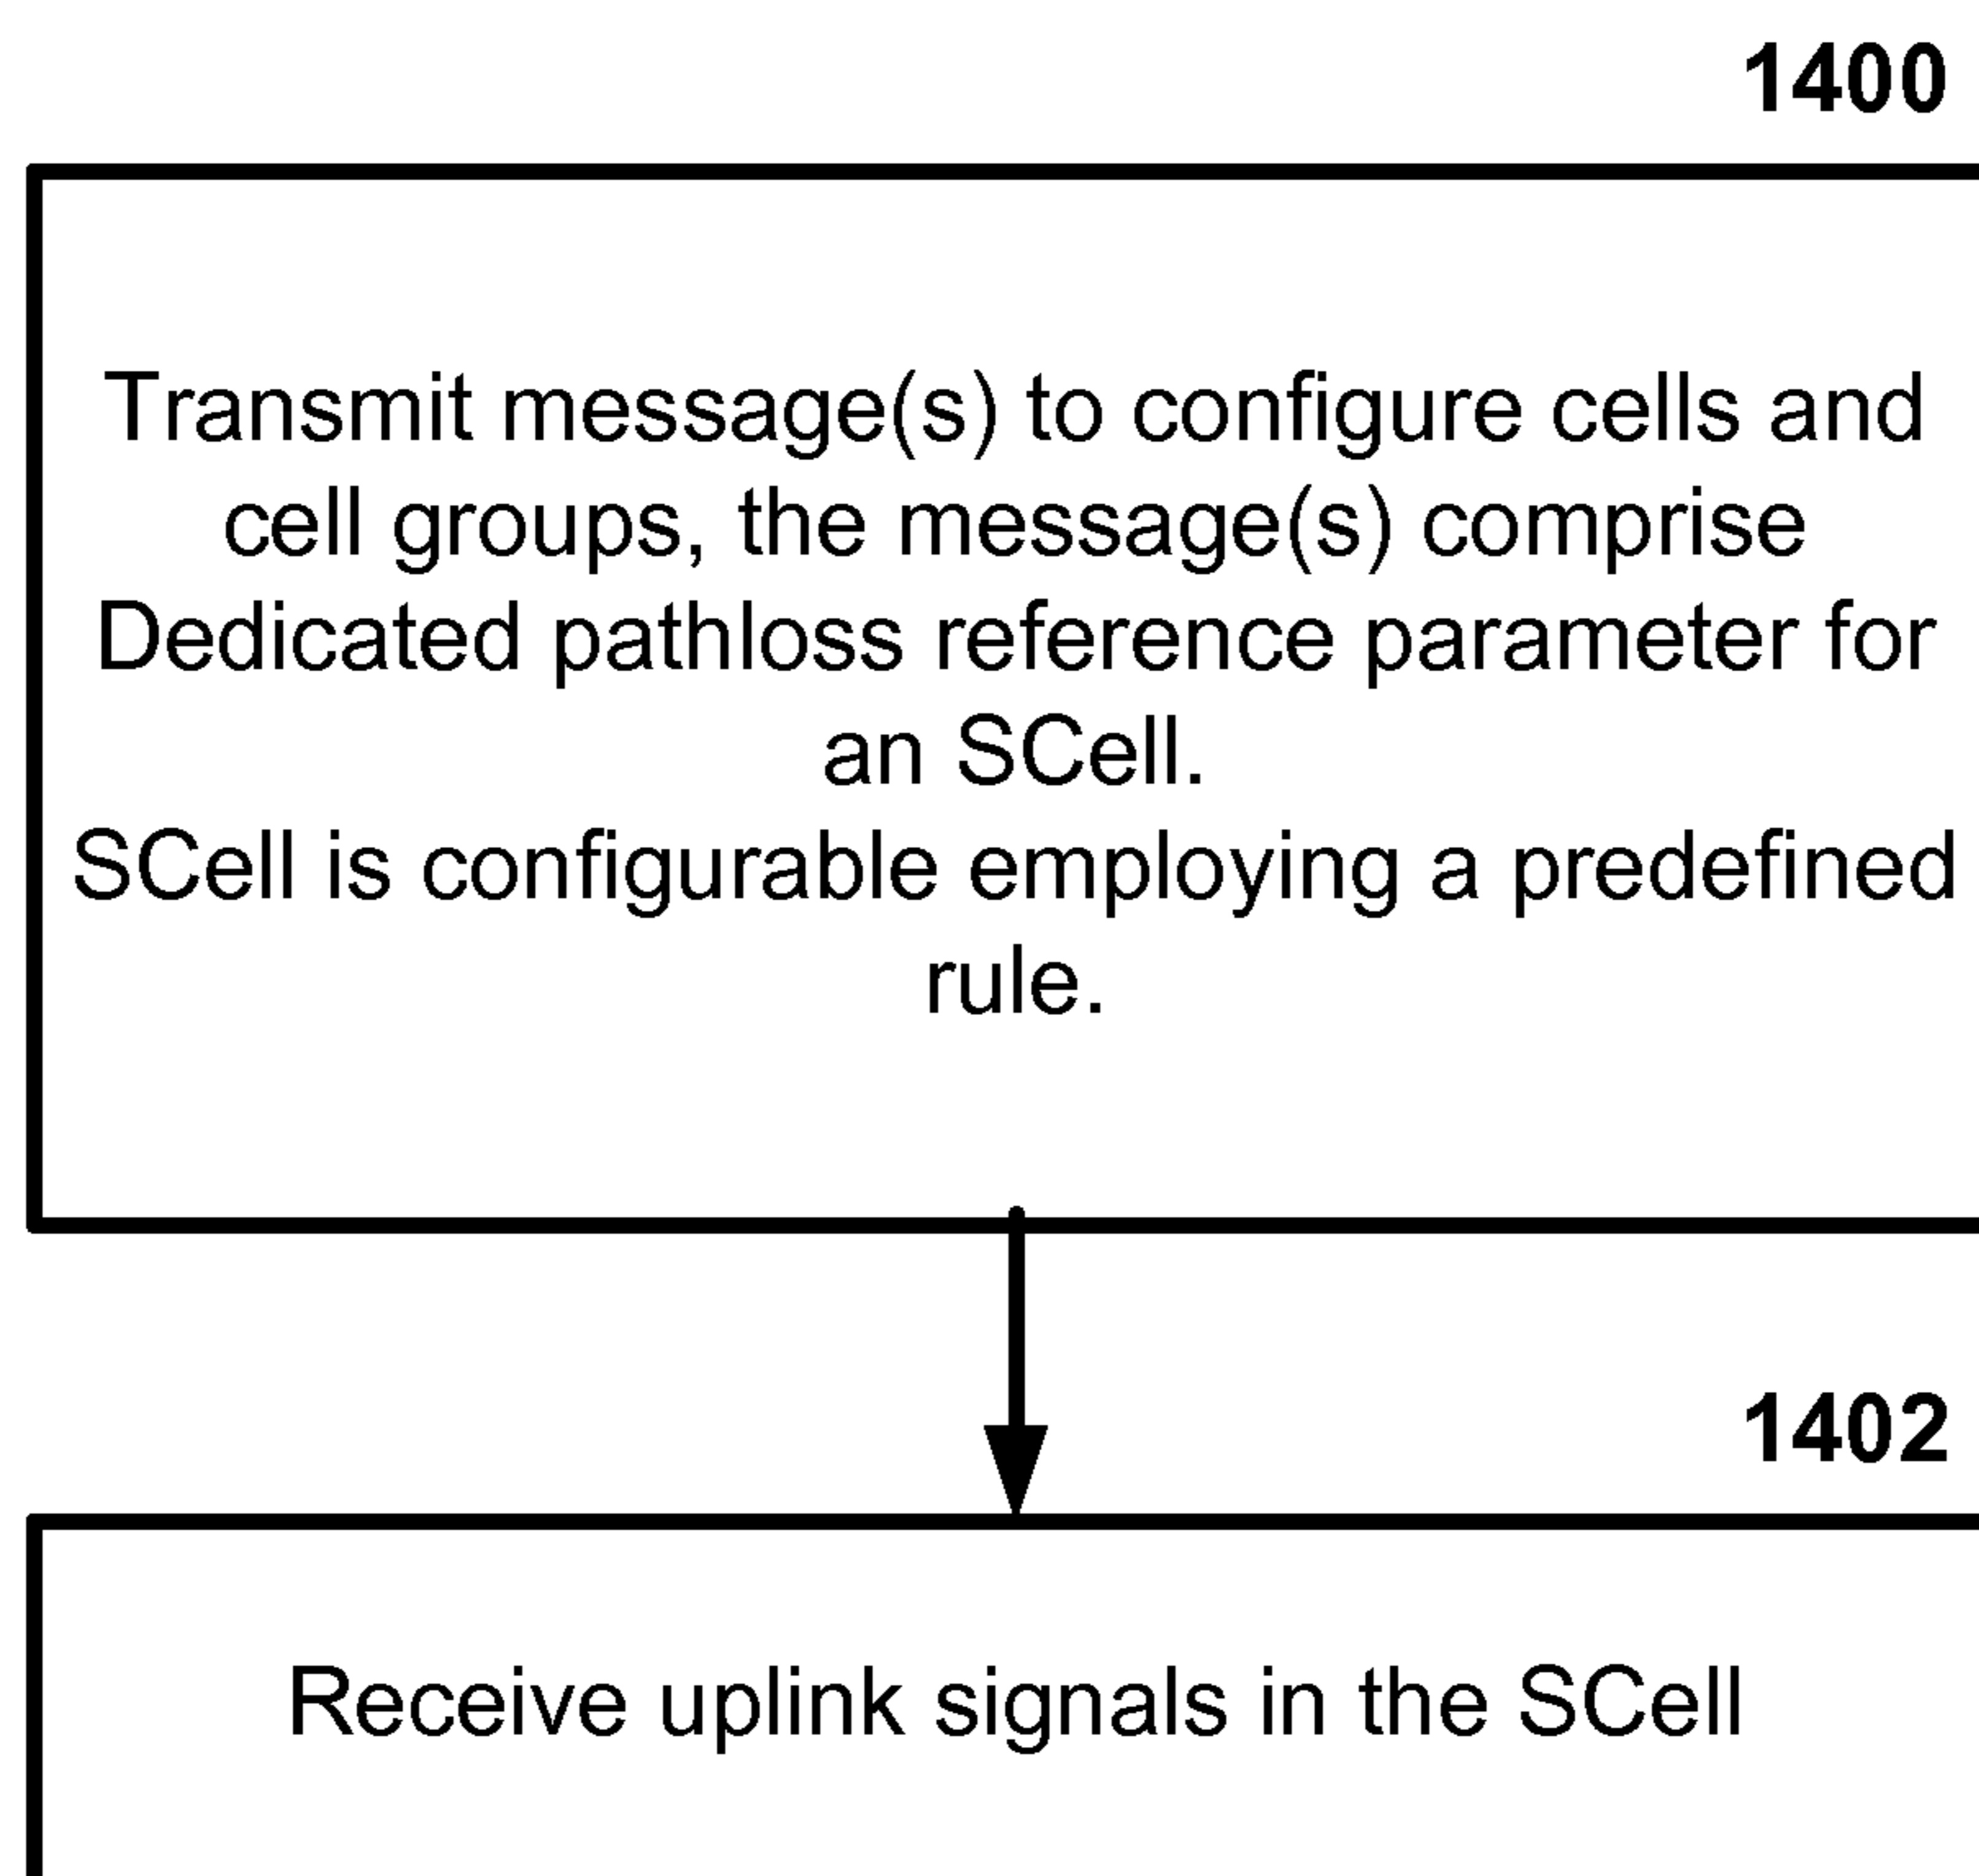 1400
Transmit message(s) to configure cells and
cell groups, the message(s) comprise
Dedicated pathloss reference parameter for
an SCell.
SCell is configurable employing a predefined
rule.
1402
Receive uplink signals in the SCell